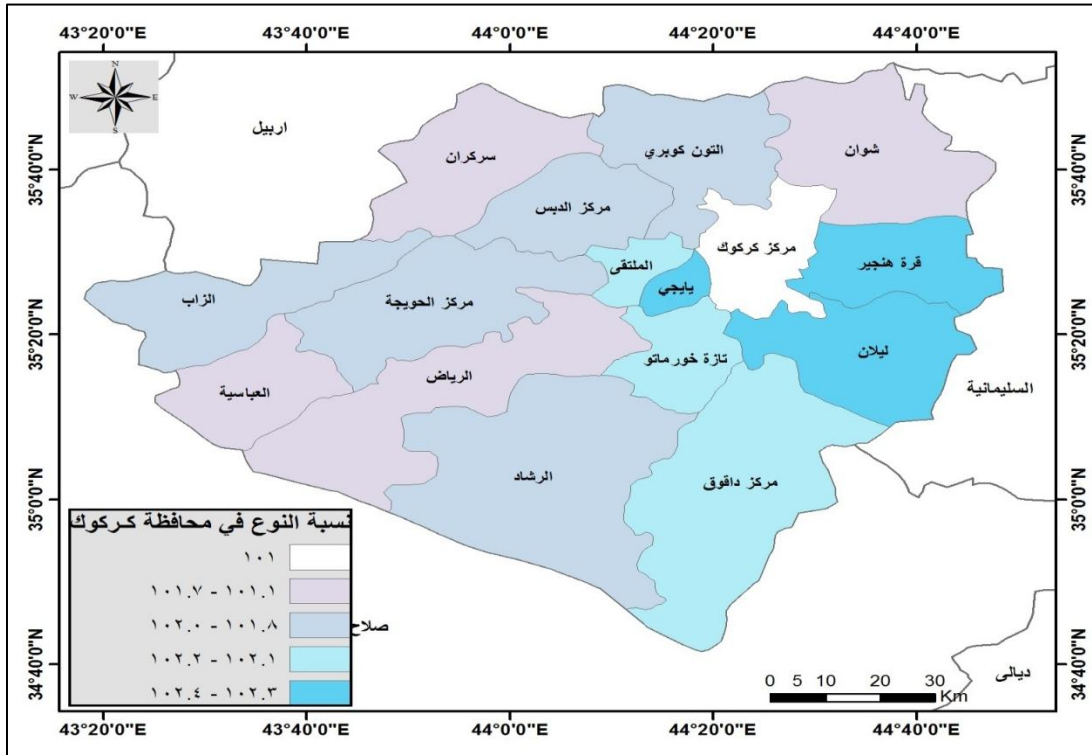 43°20'0"E 43°40'0"E 44°0'0"E 44°20'0"E 44°40'0"E
N
W E
S
35°40'0"N
35°20'0"N
35°0'0"N
34°40'0"N
35°40'0"N
35°20'0"N
35°0'0"N
34°40'0"N
اربيل
سركران
التون كوبري
شوان
مركز الدبس
مركز كركوك
الملتقى
قرة هنجير
يايجي
الزاب
مركز الحويجة
ليلان
تازة خورماتو
الرياض
العباسية
السليمانية
الرشاد
مركز داقوق
صلاح
ديالى
نسبة النوع في محافظة كـركوك
١٠١
١٠١.١ - ١٠١.٧
١٠١.٨ - ١٠٢.٠
١٠٢.١ - ١٠٢.٢
١٠٢.٣ - ١٠٢.٤
0 5 10 20 30
Km
43°20'0"E 43°40'0"E 44°0'0"E 44°20'0"E 44°40'0"E